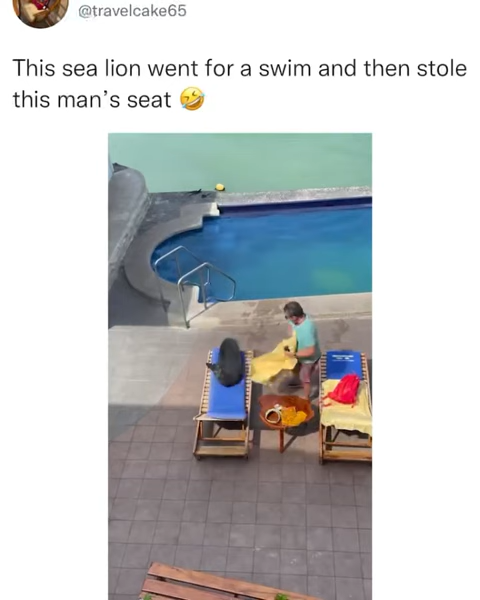 @travelcake65
This sea lion went for a swim and then stole
this man’s seat 🤣